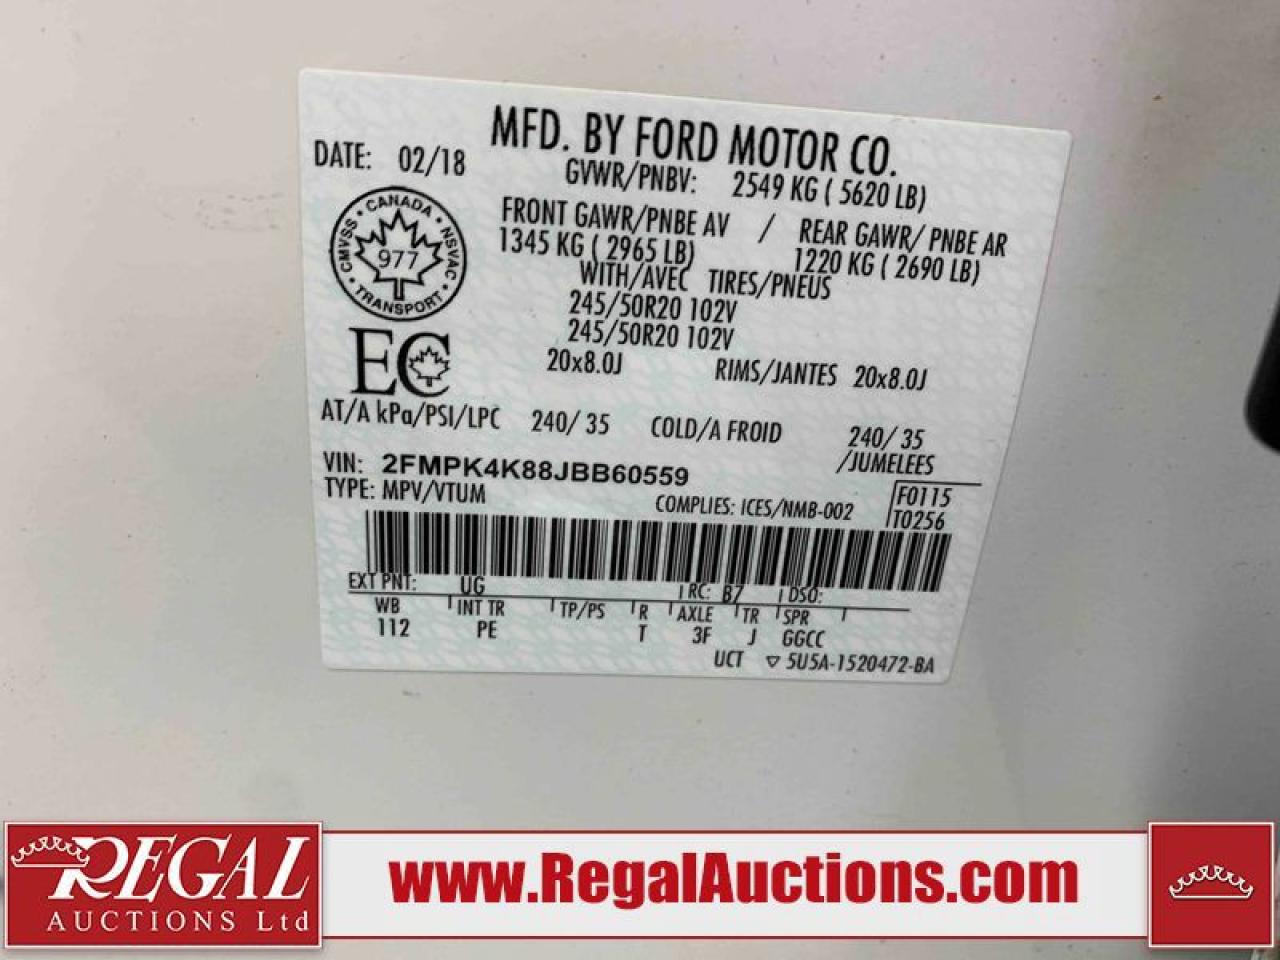 MFD. BY FORD MOTOR CO.
DATE: 02/18
GVWR/PNBV: 2549 KG ( 5620 LB)
FRONT GAWR/PNBE AV / REAR GAWR/ PNBE AR
1345 KG ( 2965 LB) 1220 KG ( 2690 LB)
WITH/AVEC TIRES/PNEUS
245/50R20 102V
245/50R20 102V
20x8.0J RIMS/JANTES 20x8.0J
CMVSS • CANADA • NSVAC • TRANSPORT •
977
EC
AT/A kPa/PSI/LPC 240/ 35 COLD/A FROID 240/ 35
/JUMELEES
VIN: 2FMPK4K88JBB60559
TYPE: MPV/VTUM
COMPLIES: ICES/NMB-002
F0115
T0256
EXT PNT: UG RC: B7 DSO:
WB INT TR TP/PS R AXLE TR SPR
112 PE T 3F J GGCC
UCT ▽ 5U5A-1520472-BA
REGAL
AUCTIONS Ltd
www.RegalAuctions.com